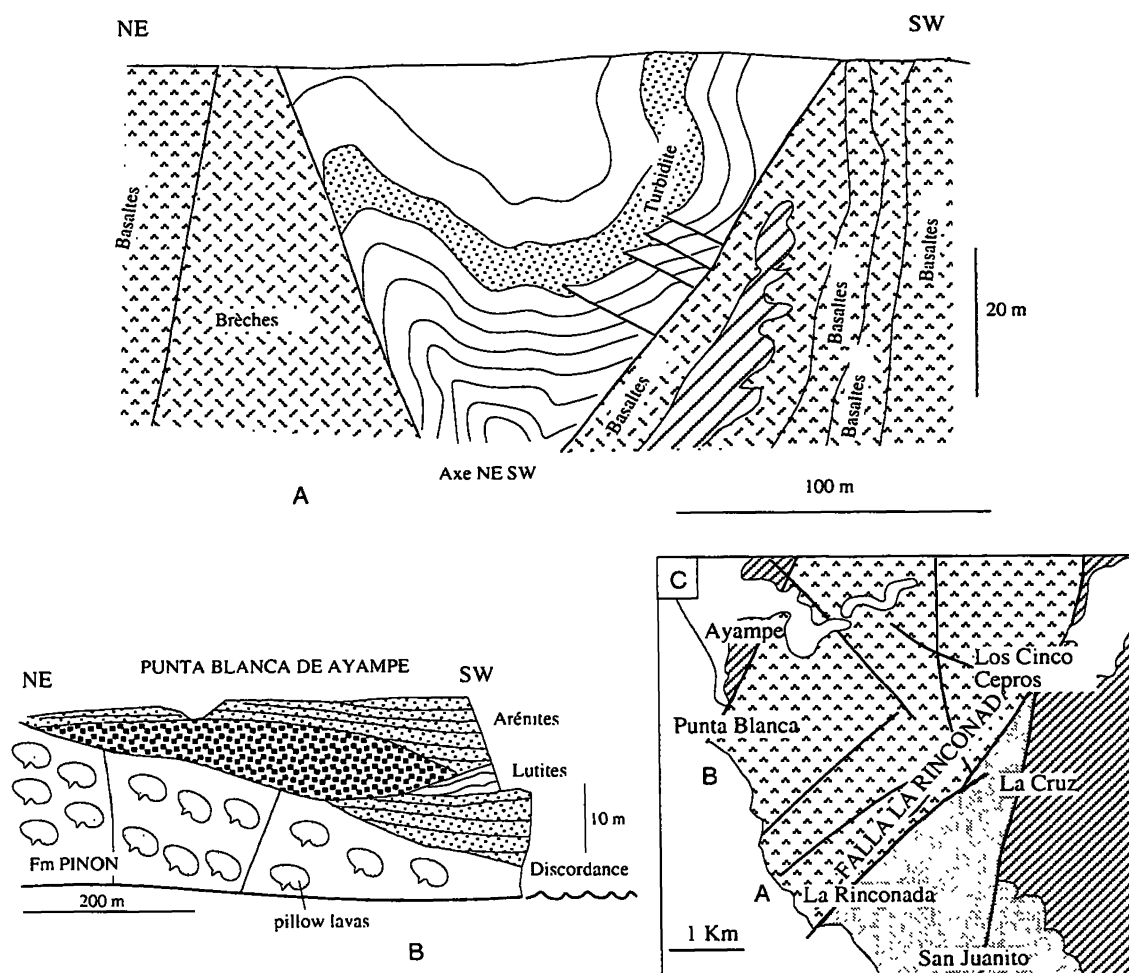 NE
SW
Basaltes
Brèches
Turbidite
Basaltes
Basaltes
Basaltes
Basaltes
20 m
Axe NE SW
A
100 m
PUNTA BLANCA DE AYAMPE
NE
SW
Arénites
Lutites
10 m
Fm PINON
Discordance
200 m
pillow lavas
B
C
Ayampe
Los Cinco
Cepros
Punta Blanca
B
FALLA LA RINCONAD
La Cruz
A
La Rinconada
1 Km
San Juanito